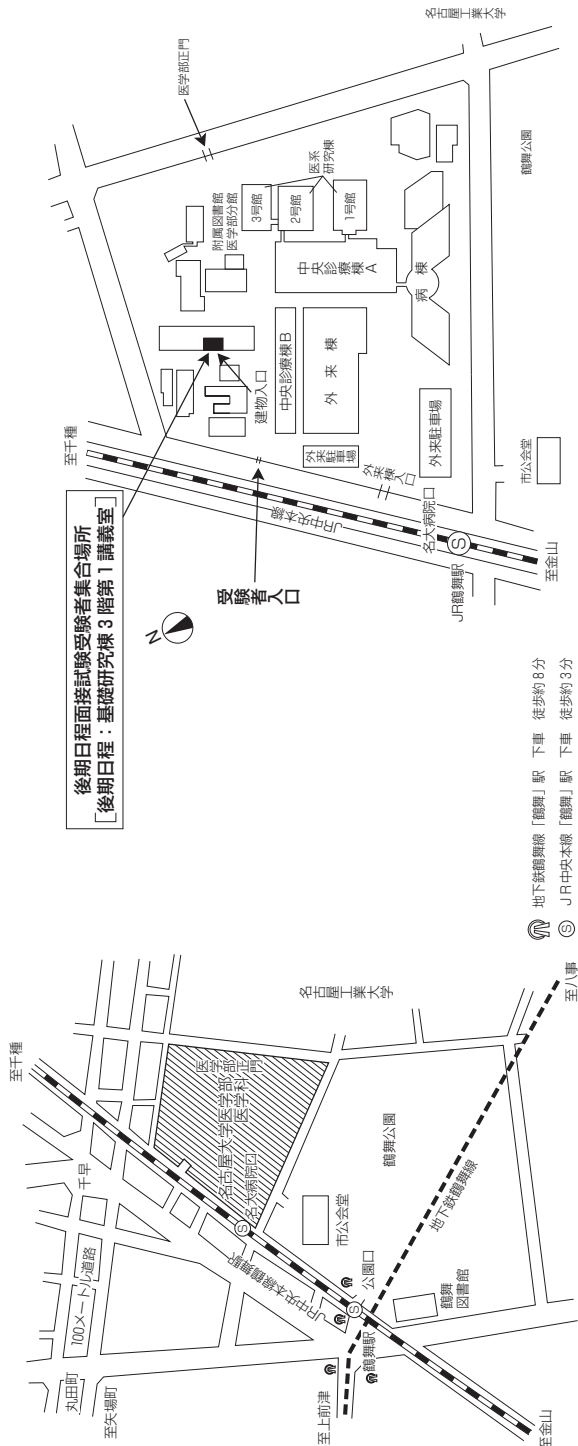 後期日程面接試験受験者集合場所
[後期日程：基礎研究棟3階第1講義室]
N
受験者入口
至千種
JR中央本線
建物入口
附属図書館
医学部分館
医学部正門
名古屋工業大学
3号館
2号館
1号館
医系
研究棟
中央診療棟A
中央診療棟B
外来棟
病棟
外来
駐車場
外来棟入口
外来駐車場
名大病院口
S
JR鶴舞駅
至金山
市公会堂
鶴舞公園
地下鉄鶴舞線「鶴舞」駅 下車 徒歩約8分
S JR中央本線「鶴舞」駅 下車 徒歩約3分
至千種
千早
100メートル道路
丸田町
至矢場町
名古屋大学医学部
医学科
医学部正門
名大病院口
S
JR中央本線鶴舞駅
名古屋工業大学
市公会堂
鶴舞公園
公園口
S
鶴舞駅
鶴舞
図書館
地下鉄鶴舞線
至上前津
至八事
至金山